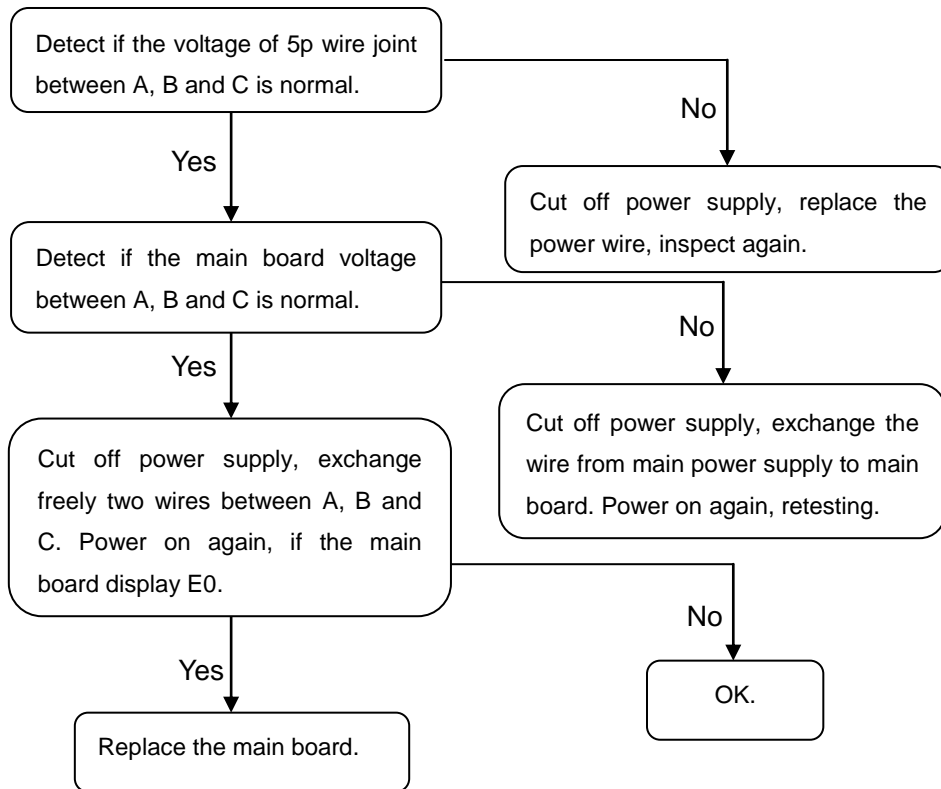 Detect if the voltage of 5p wire joint
between A, B and C is normal.
No
Yes
Cut off power supply, replace the
power wire, inspect again.
Detect if the main board voltage
between A, B and C is normal.
No
Yes
Cut off power supply, exchange the
wire from main power supply to main
board. Power on again, retesting.
Cut off power supply, exchange
freely two wires between A, B and
C. Power on again, if the main
board display E0.
No
Yes
OK.
Replace the main board.